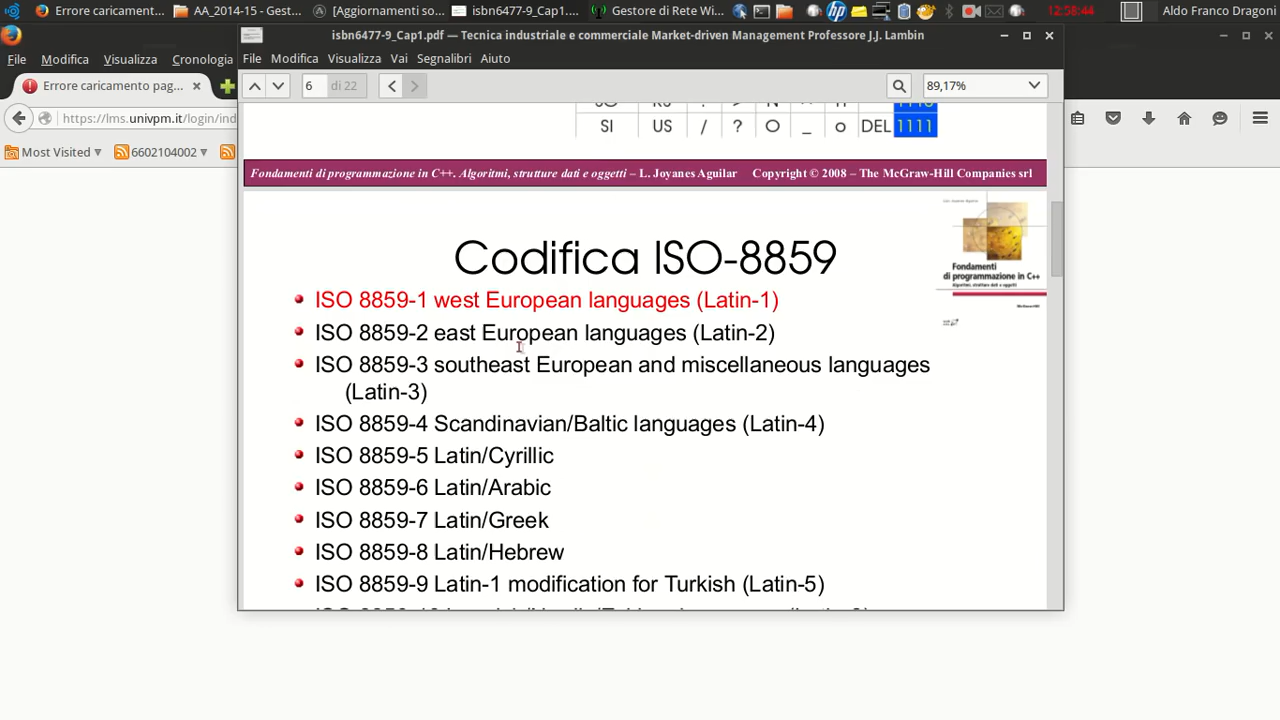 Errore caricament...
AA_2014-15 - Gest...
[Aggiornamenti so...
isbn6477-9_Cap1....
Gestore di Rete Wi...
12:58:44
Aldo Franco Dragoni
isbn6477-9_Cap1.pdf — Tecnica industriale e commerciale Market-driven Management Professore J.J. Lambin
File Modifica Visualizza Cronologia
File Modifica Visualizza Vai Segnalibri Aiuto
Errore caricamento pag...
6 di 22
89,17%
https://lms.univpm.it/login/ind
Most Visited
6602104002
SI US / ? O _ o DEL 1111
Fondamenti di programmazione in C++. Algoritmi, strutture dati e oggetti – L. Joyanes Aguilar Copyright © 2008 – The McGraw-Hill Companies srl
Fondamenti
di programmazione in C++
Codifica ISO-8859
ISO 8859-1 west European languages (Latin-1)
ISO 8859-2 east European languages (Latin-2)
ISO 8859-3 southeast European and miscellaneous languages
(Latin-3)
ISO 8859-4 Scandinavian/Baltic languages (Latin-4)
ISO 8859-5 Latin/Cyrillic
ISO 8859-6 Latin/Arabic
ISO 8859-7 Latin/Greek
ISO 8859-8 Latin/Hebrew
ISO 8859-9 Latin-1 modification for Turkish (Latin-5)